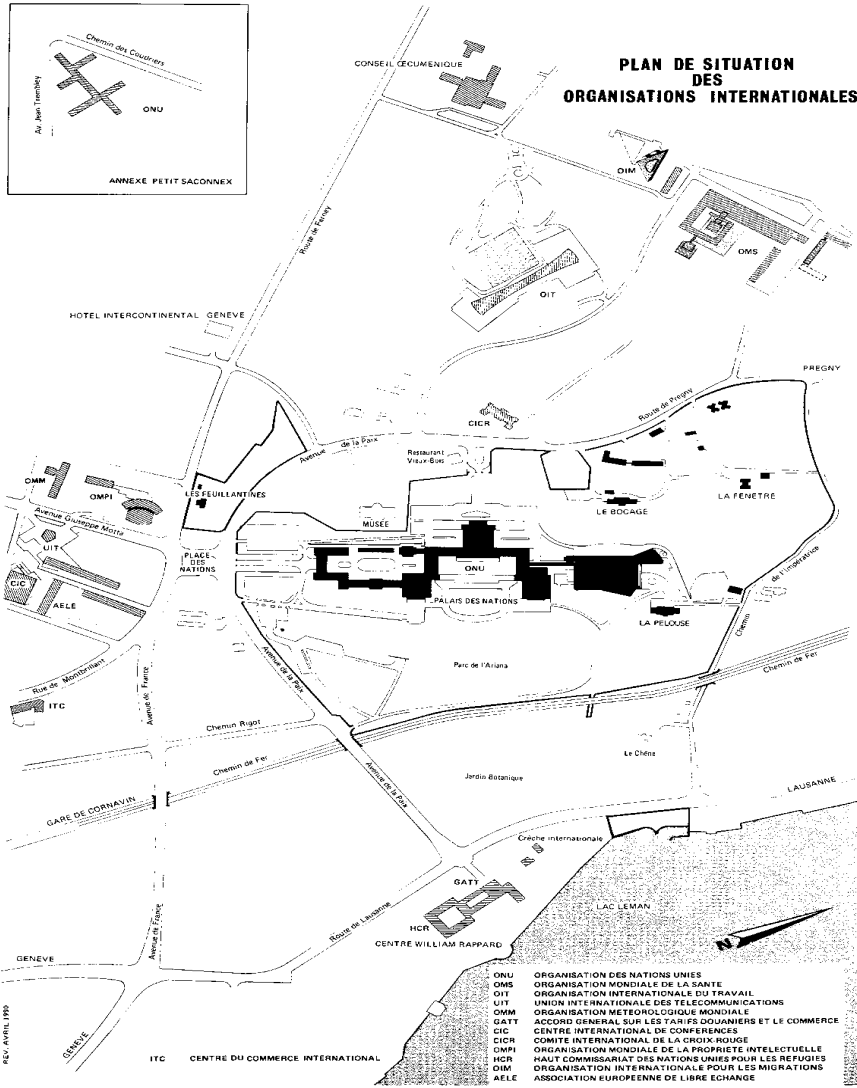 PLAN DE SITUATION
DES
ORGANISATIONS INTERNATIONALES
Chemin des Coudriers
Av. Jean Trembley
ONU
ANNEXE PETIT SACONNEX
CONSEIL ŒCUMENIQUE
OIM
OMS
Route de Ferney
OIT
HOTEL INTERCONTINENTAL GENEVE
PREGNY
Route de Pregny
CICR
Avenue de la Paix
Restaurant
Vieux-Bois
OMM
OMPI
LES FEUILLANTINES
LE BOCAGE
LA FENETRE
Avenue Giuseppe Motta
MUSÉE
UIT
PLACE
DES
NATIONS
ONU
CIC
PALAIS DES NATIONS
AELE
LA PELOUSE
Chemin de l'Impératrice
Rue de Montbrillant
Avenue de France
Avenue de la Paix
Parc de l'Ariana
Chemin de Fer
ITC
Chemin Rigot
Chemin de Fer
Avenue de la Paix
Jardin Botanique
Le Chêne
GARE DE CORNAVIN
LAUSANNE
Crèche internationale
GATT
Avenue de France
Route de Lausanne
HCR
CENTRE WILLIAM RAPPARD
LAC LEMAN
N
GENEVE
GENEVE
REV. AVRIL 1990
ITC CENTRE DU COMMERCE INTERNATIONAL
ONU ORGANISATION DES NATIONS UNIES
OMS ORGANISATION MONDIALE DE LA SANTE
OIT ORGANISATION INTERNATIONALE DU TRAVAIL
UIT UNION INTERNATIONALE DES TELECOMMUNICATIONS
OMM ORGANISATION METEOROLOGIQUE MONDIALE
GATT ACCORD GENERAL SUR LES TARIFS DOUANIERS ET LE COMMERCE
CIC CENTRE INTERNATIONAL DE CONFERENCES
CICR COMITE INTERNATIONAL DE LA CROIX-ROUGE
OMPI ORGANISATION MONDIALE DE LA PROPRIETE INTELECTUELLE
HCR HAUT COMMISSARIAT DES NATIONS UNIES POUR LES REFUGIES
OIM ORGANISATION INTERNATIONALE POUR LES MIGRATIONS
AELE ASSOCIATION EUROPEENNE DE LIBRE ECHANGE